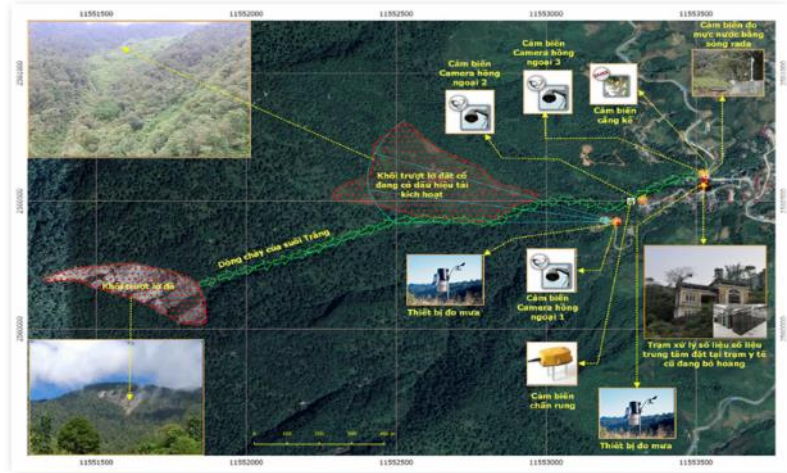 11551500
11552000
11552500
11553000
11553500
Cảm biến
Camera hồng
ngoại 2
Cảm biến
Camera hồng
ngoại 3
Cảm biến
căng kế
Cảm biến đo
mực nước bằng
sóng rada
Khối trượt lở đất cổ
đang có dấu hiệu tái
kích hoạt
Dòng chảy của suối Trắng
Khối trượt lở đá
Thiết bị đo mưa
Cảm biến
Camera hồng
ngoại 1
Trạm xử lý số liệu số liệu
trung tâm đặt tại trạm y tế
cũ đang bỏ hoang
Cảm biến
chấn rung
Thiết bị đo mưa
11551500
11552000
11552500
11553000
11553500